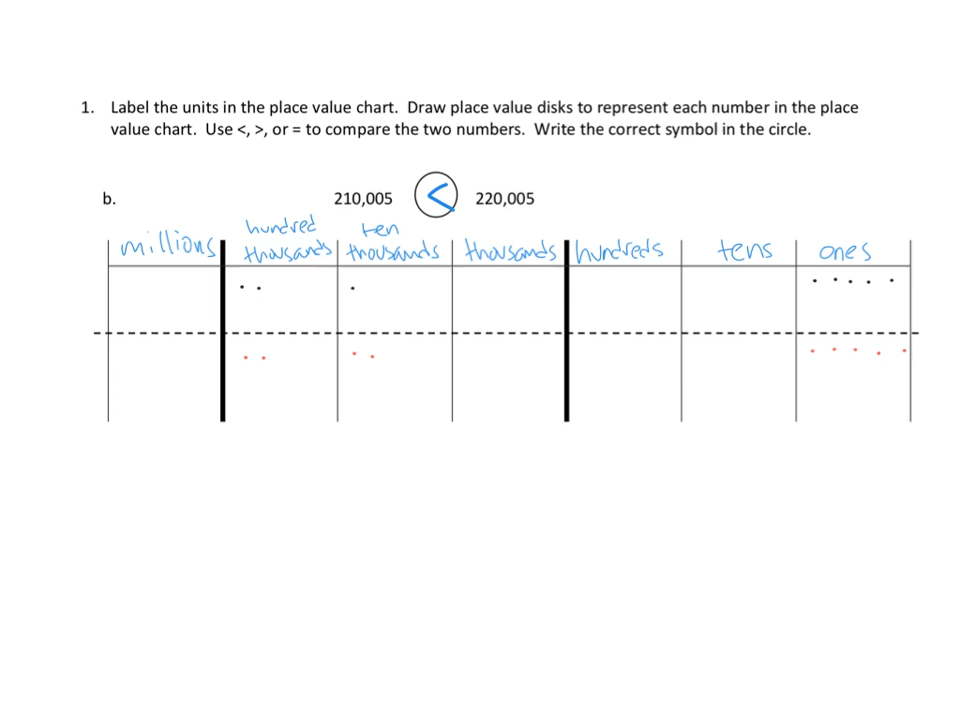 1. Label the units in the place value chart. Draw place value disks to represent each number in the place
value chart. Use <, >, or = to compare the two numbers. Write the correct symbol in the circle.
b. 210,005 < 220,005
millions hundred thousands ten thousands thousands hundreds tens ones